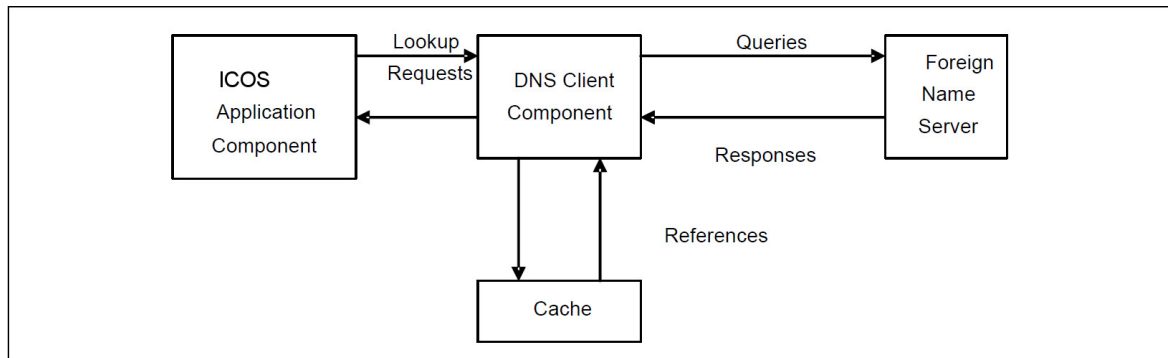 ICOS
Application
Component
Lookup
Requests
DNS Client
Component
Queries
Responses
Foreign
Name
Server
References
Cache